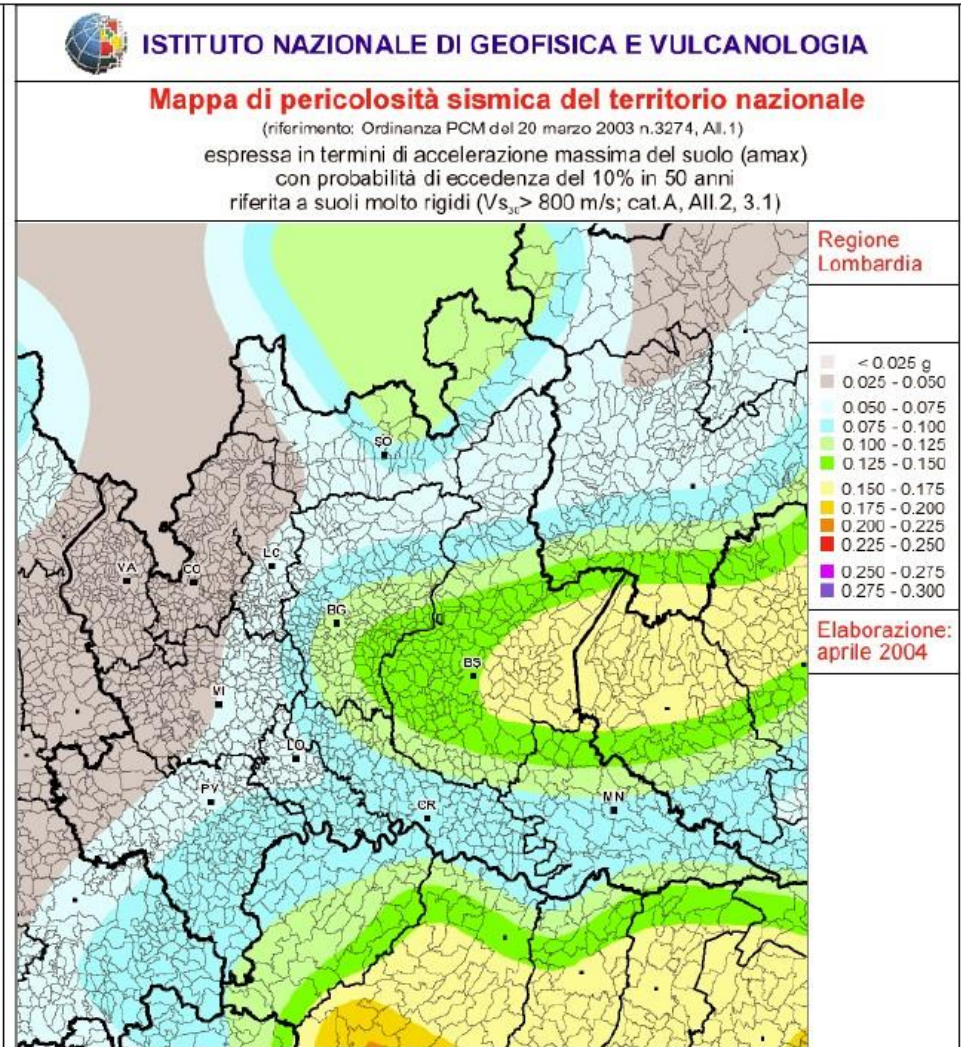 ISTITUTO NAZIONALE DI GEOFISICA E VULCANOLOGIA
Mappa di pericolosità sismica del territorio nazionale
(riferimento: Ordinanza PCM del 20 marzo 2003 n.3274, All.1)
espressa in termini di accelerazione massima del suolo (amax)
con probabilità di eccedenza del 10% in 50 anni
riferita a suoli molto rigidi (Vs₃₀> 800 m/s; cat.A, All.2, 3.1)
Regione
Lombardia
< 0.025 g
0.025 - 0.050
0.050 - 0.075
0.075 - 0.100
0.100 - 0.125
0.125 - 0.150
0.150 - 0.175
0.175 - 0.200
0.200 - 0.225
0.225 - 0.250
0.250 - 0.275
0.275 - 0.300
Elaborazione:
aprile 2004
SO
LC
VA
CO
BG
BS
MI
LO
PV
CR
MN